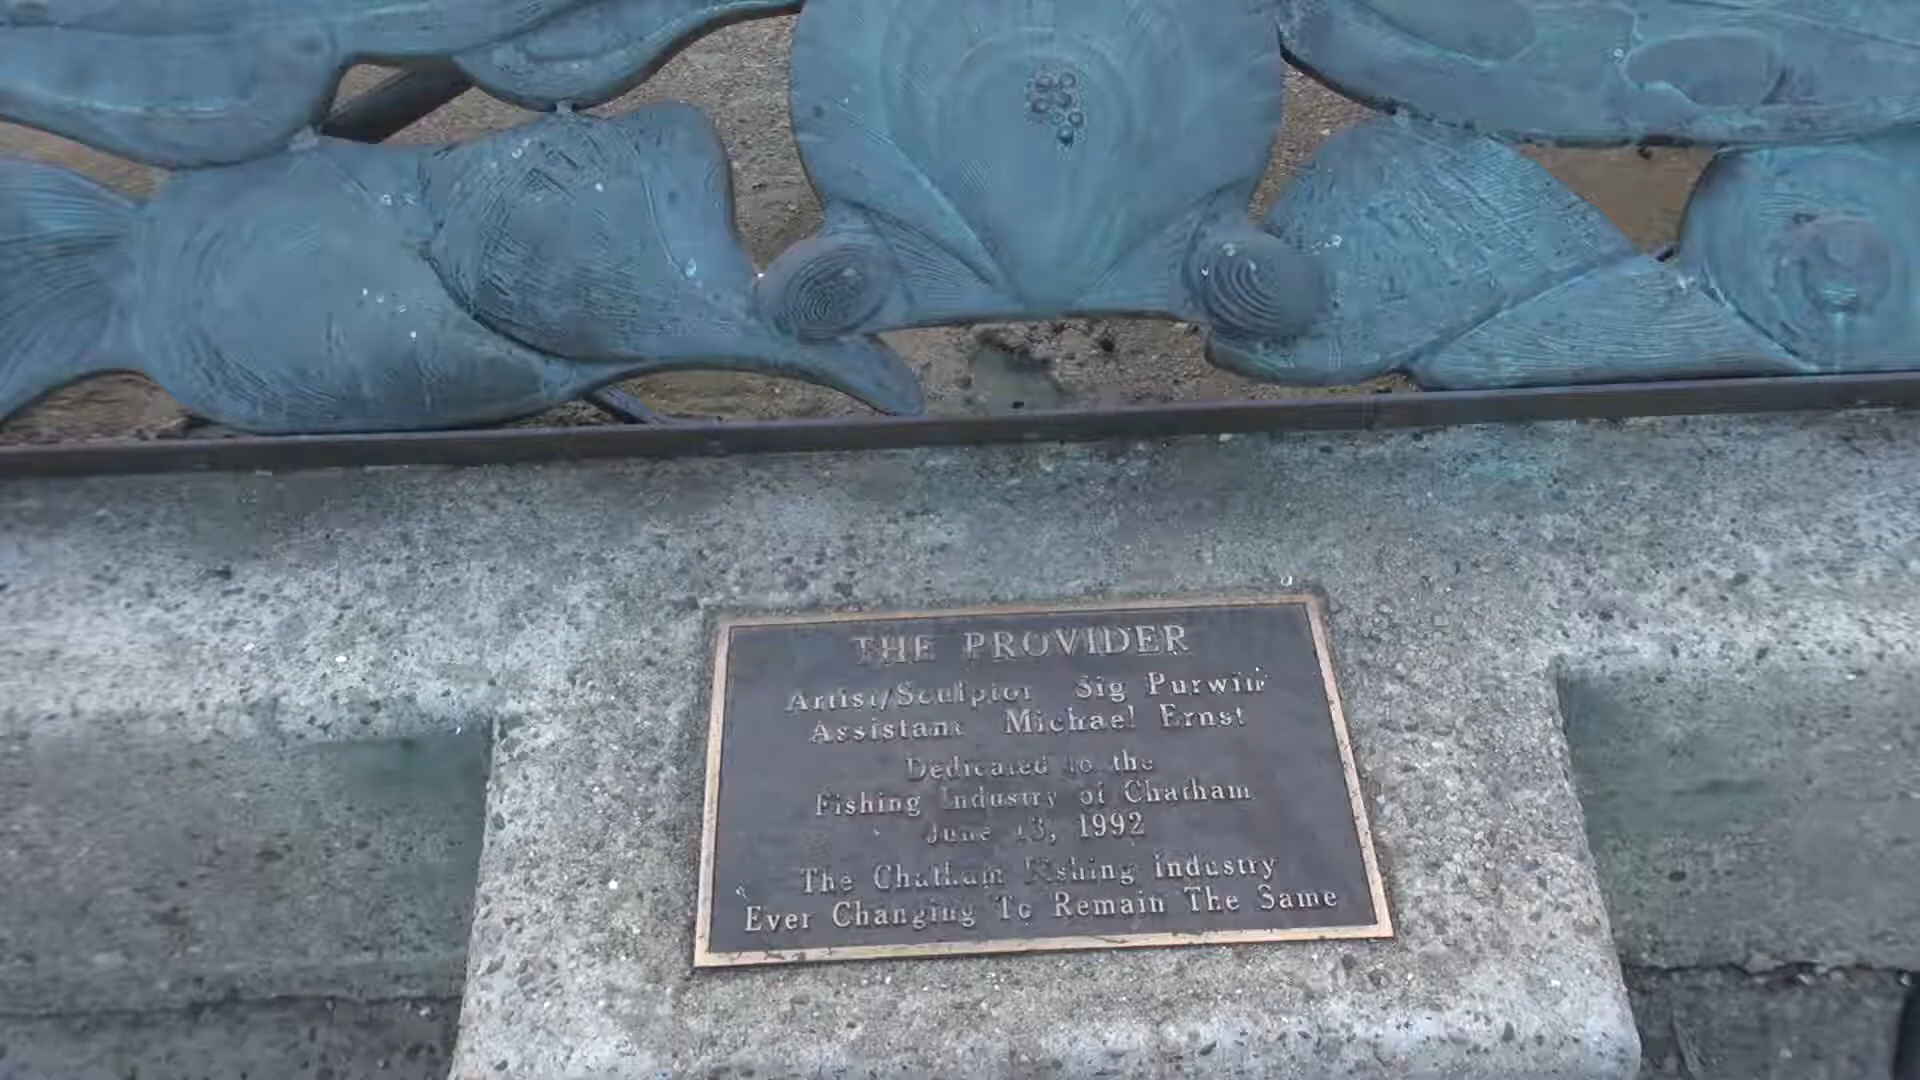 THE PROVIDER
Artist/Sculptor Sig Purwin
Assistant Michael Ernst
Dedicated to the
Fishing Industry of Chatham
June 13, 1992
The Chatham Fishing Industry
Ever Changing To Remain The Same